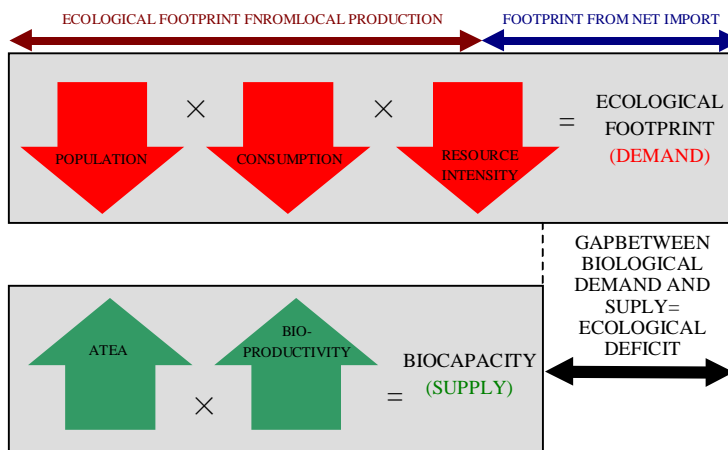 ECOLOGICAL FOOTPRINT FNROMLOCAL PRODUCTION
FOOTPRINT FROM NET IMPORT
POPULATION
×
CONSUMPTION
×
RESOURCE
INTENSITY
=
ECOLOGICAL
FOOTPRINT
(DEMAND)
GAPBETWEEN
BIOLOGICAL
DEMAND AND
SUPLY=
ECOLOGICAL
DEFICIT
ATEA
×
BIO-
PRODUCTIVITY
=
BIOCAPACITY
(SUPPLY)